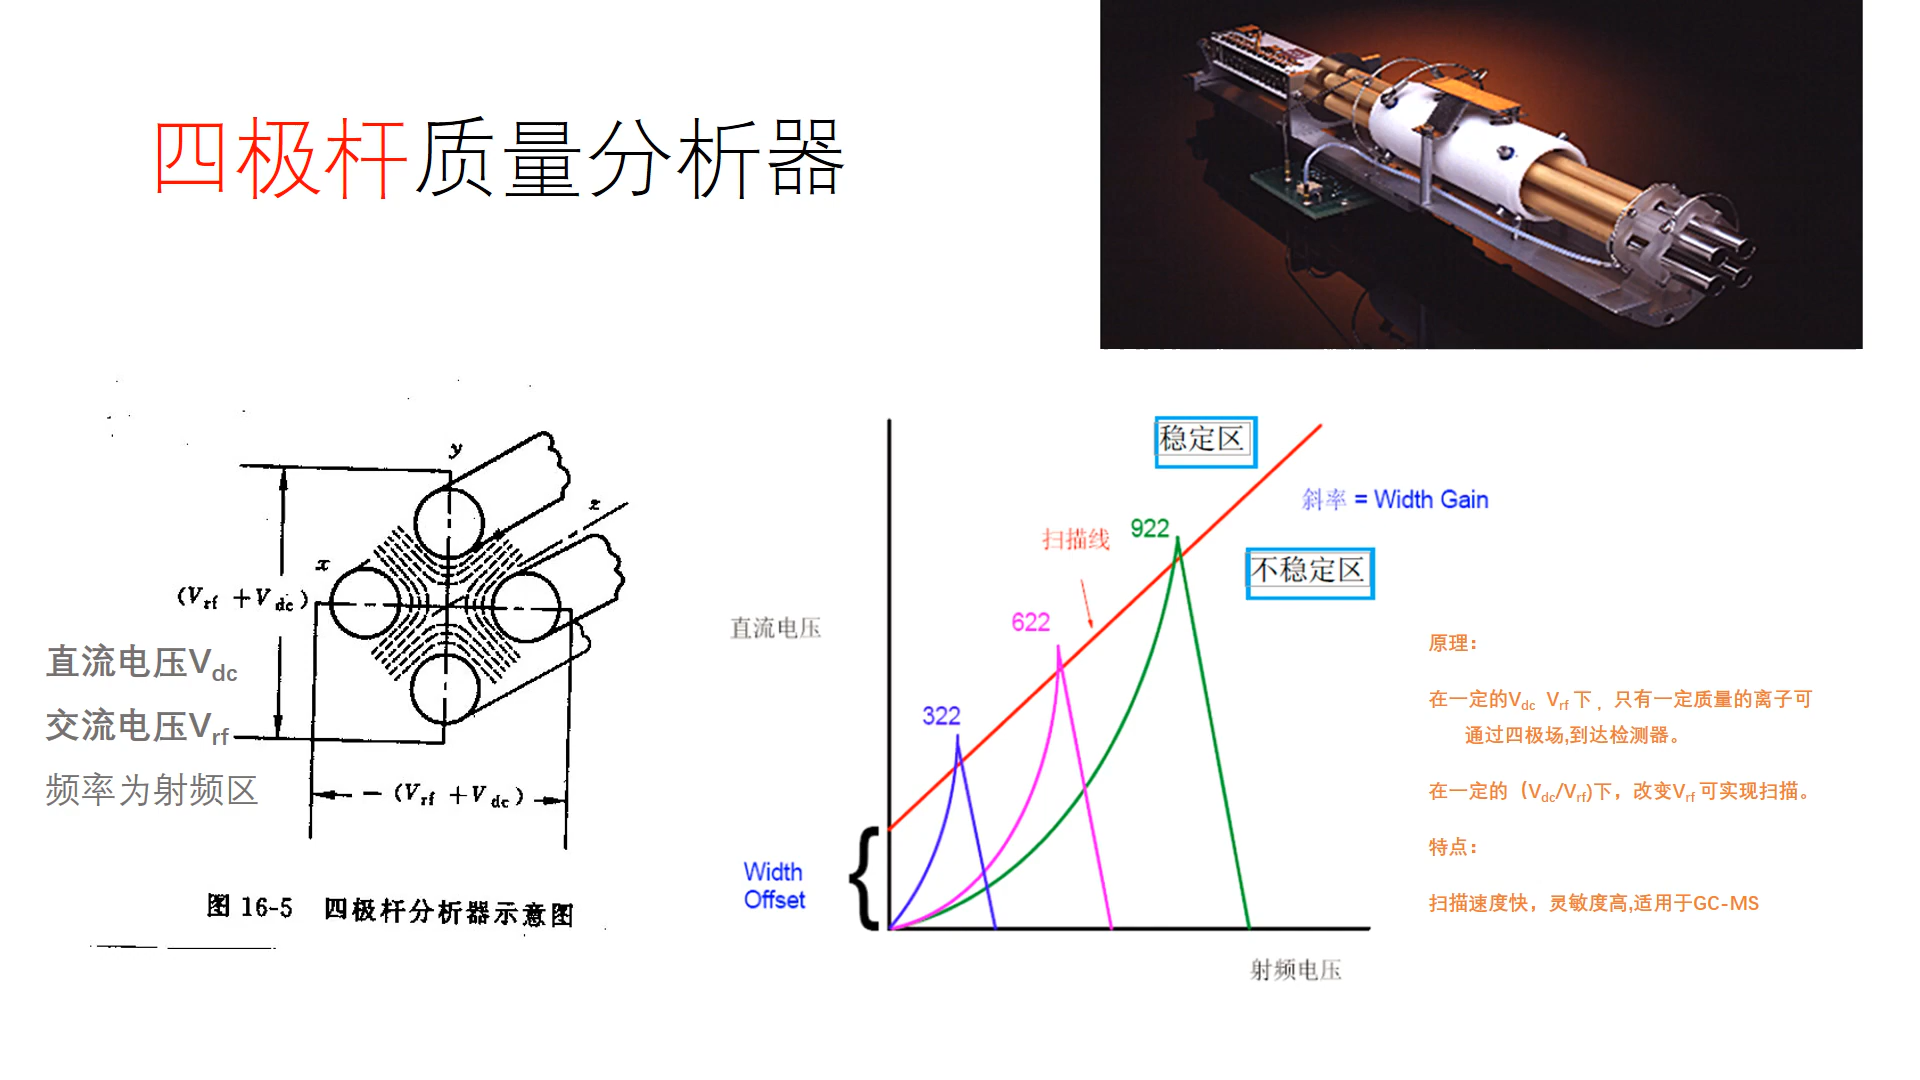 四极杆质量分析器
y
z
x
(Vrf +Vdc)
直流电压Vdc
交流电压Vrf
频率为射频区
— (Vrf +Vdc)
图 16-5 四极杆分析器示意图
稳定区
斜率 = Width Gain
扫描线
922
不稳定区
622
直流电压
322
Width
Offset
射频电压
原理：
在一定的Vdc Vrf下，只有一定质量的离子可
通过四极场,到达检测器。
在一定的（Vdc/Vrf)下，改变Vrf 可实现扫描。
特点：
扫描速度快，灵敏度高,适用于GC-MS